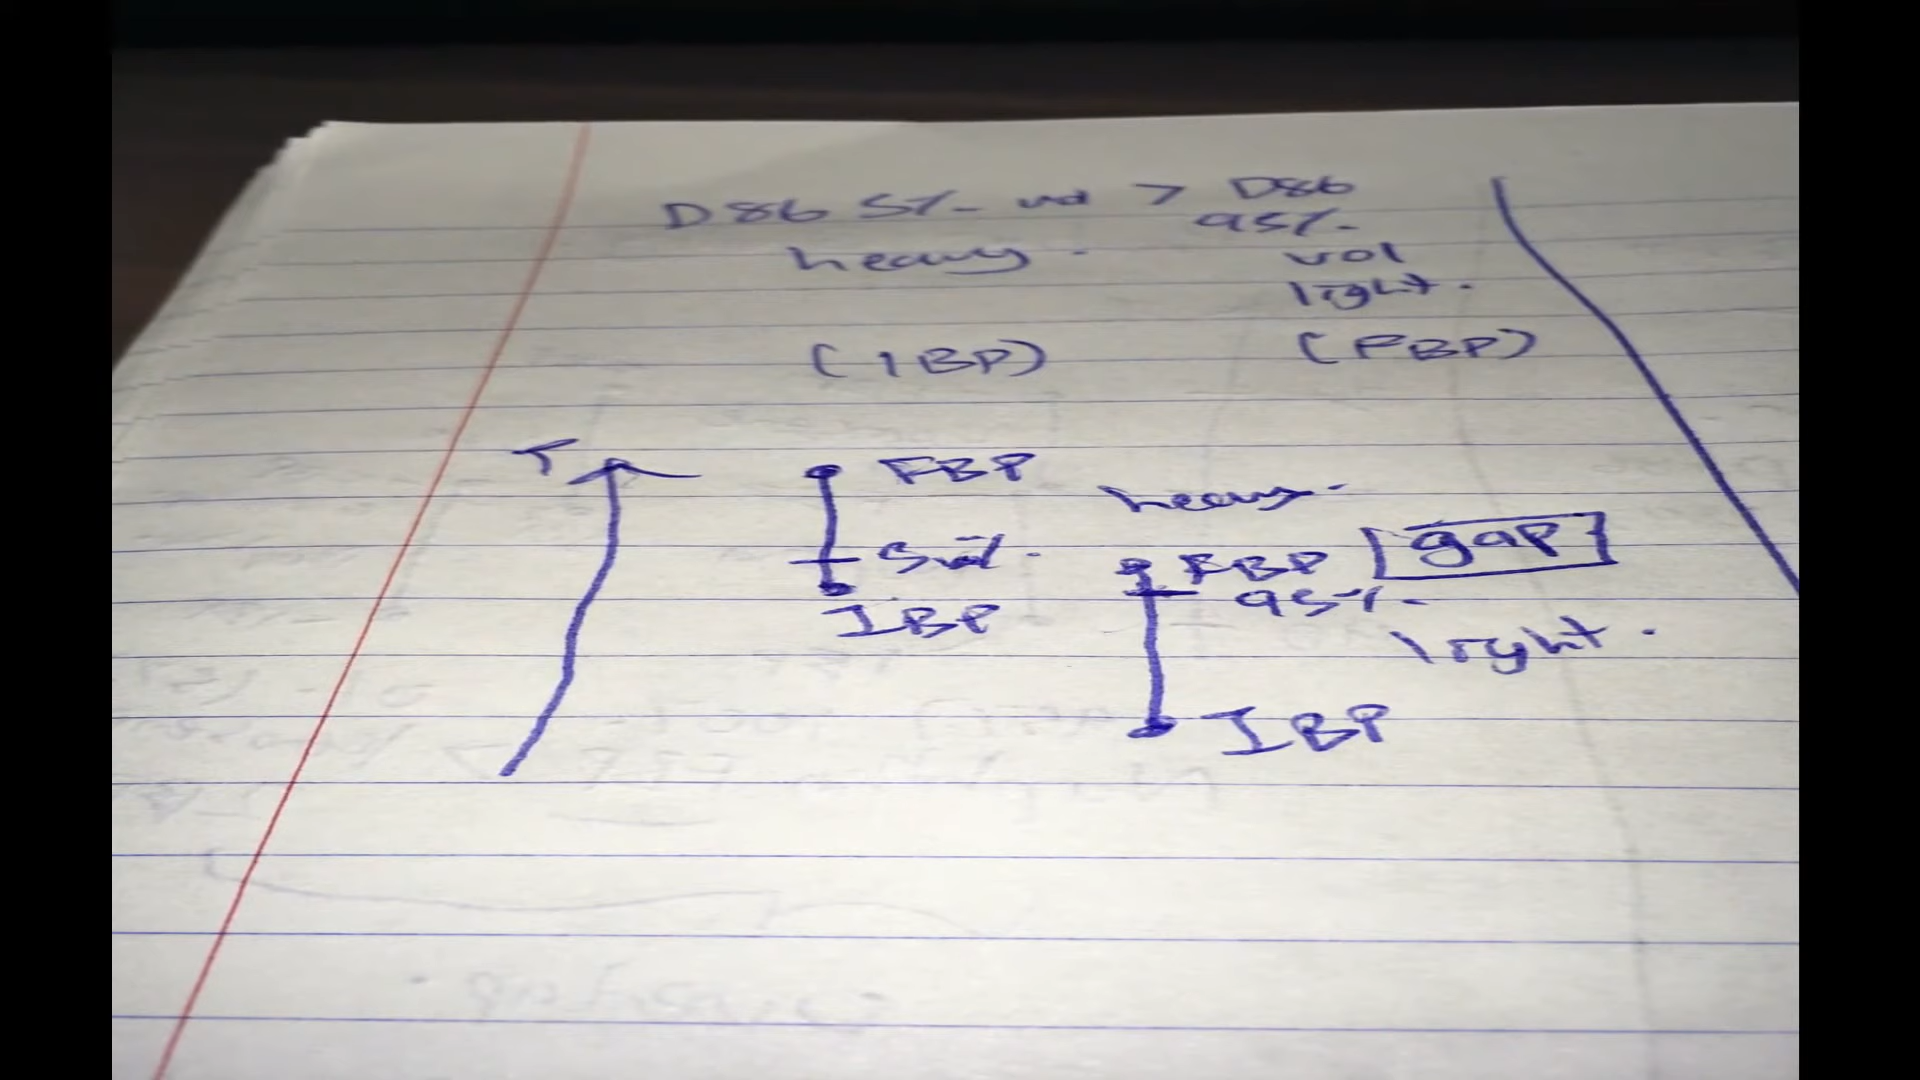 D86 5% vol > D86
95%
heavy. vol
light.
(IBP) (FBP)
T FBP
heavy.
5% . FBP [gap]
IBP 95%
light.
IBP